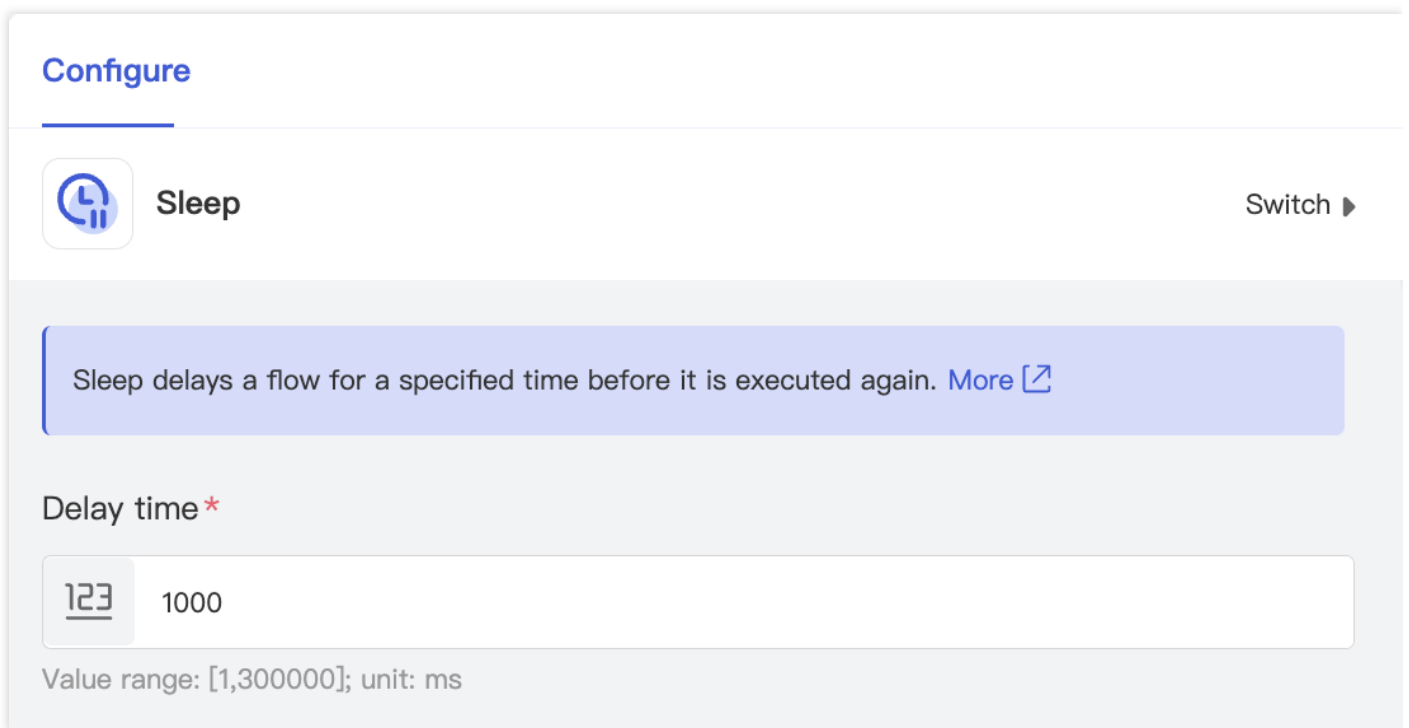 Configure
Sleep
Switch
Sleep delays a flow for a specified time before it is executed again. More
Delay time*
123
1000
Value range: [1,300000]; unit: ms